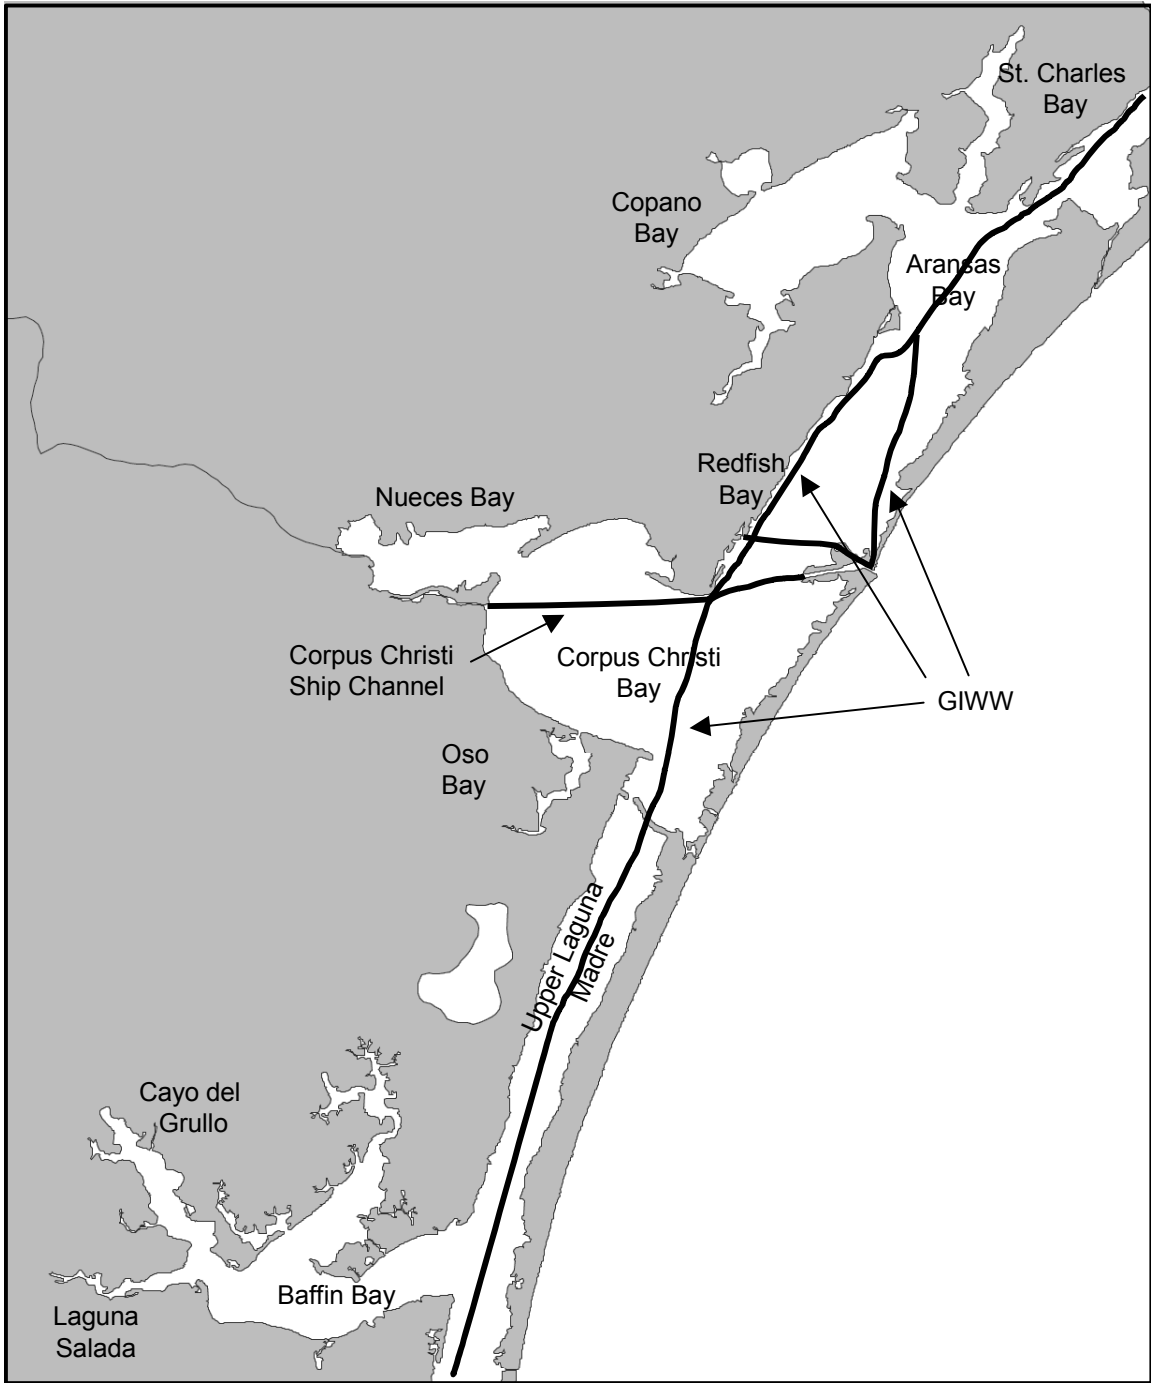 St. Charles
Bay
Copano
Bay
Aransas
Bay
Redfish
Bay
Nueces Bay
Corpus Christi
Ship Channel
Corpus Christi
Bay
GIWW
Oso
Bay
Upper Laguna
Madre
Cayo del
Grullo
Baffin Bay
Laguna
Salada